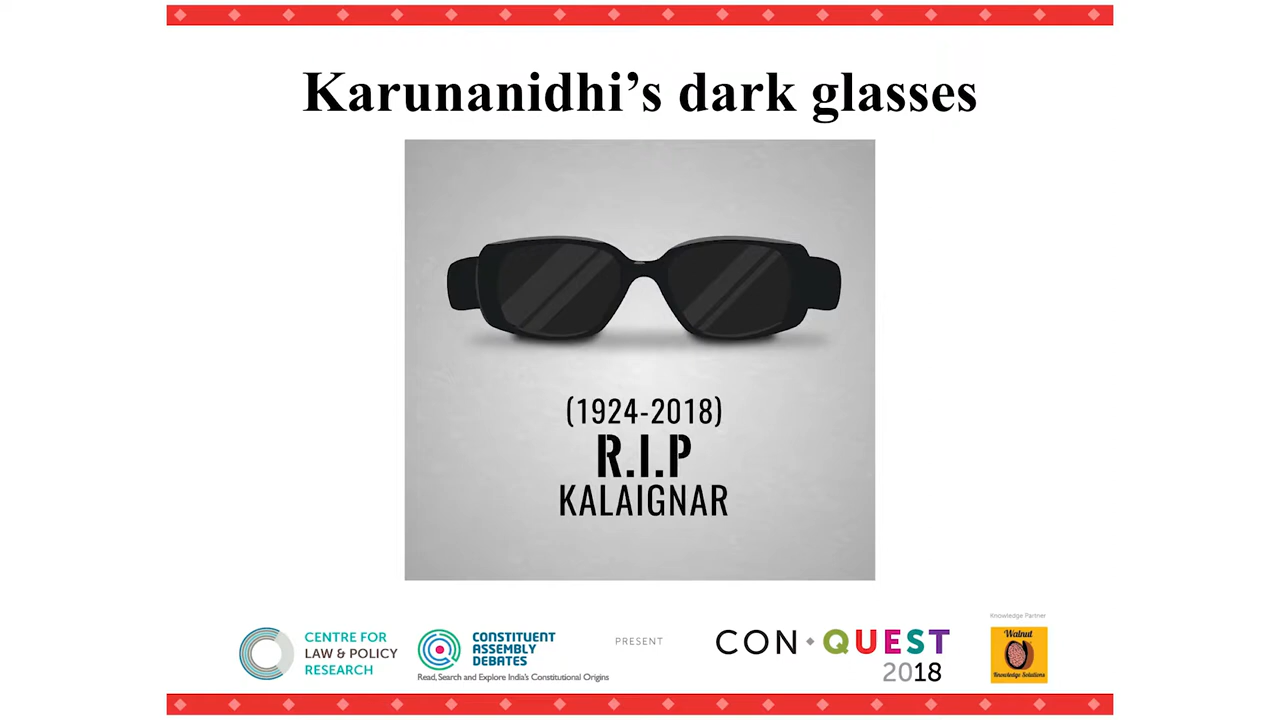 Karunanidhi’s dark glasses
(1924-2018)
R.I.P
KALAIGNAR
CENTRE FOR
LAW & POLICY
RESEARCH
CONSTITUENT
ASSEMBLY
DEBATES
Read, Search and Explore India's Constitutional Origins
PRESENT
CON QUEST
2018
Knowledge Partner
Walnut
Knowledge Solutions